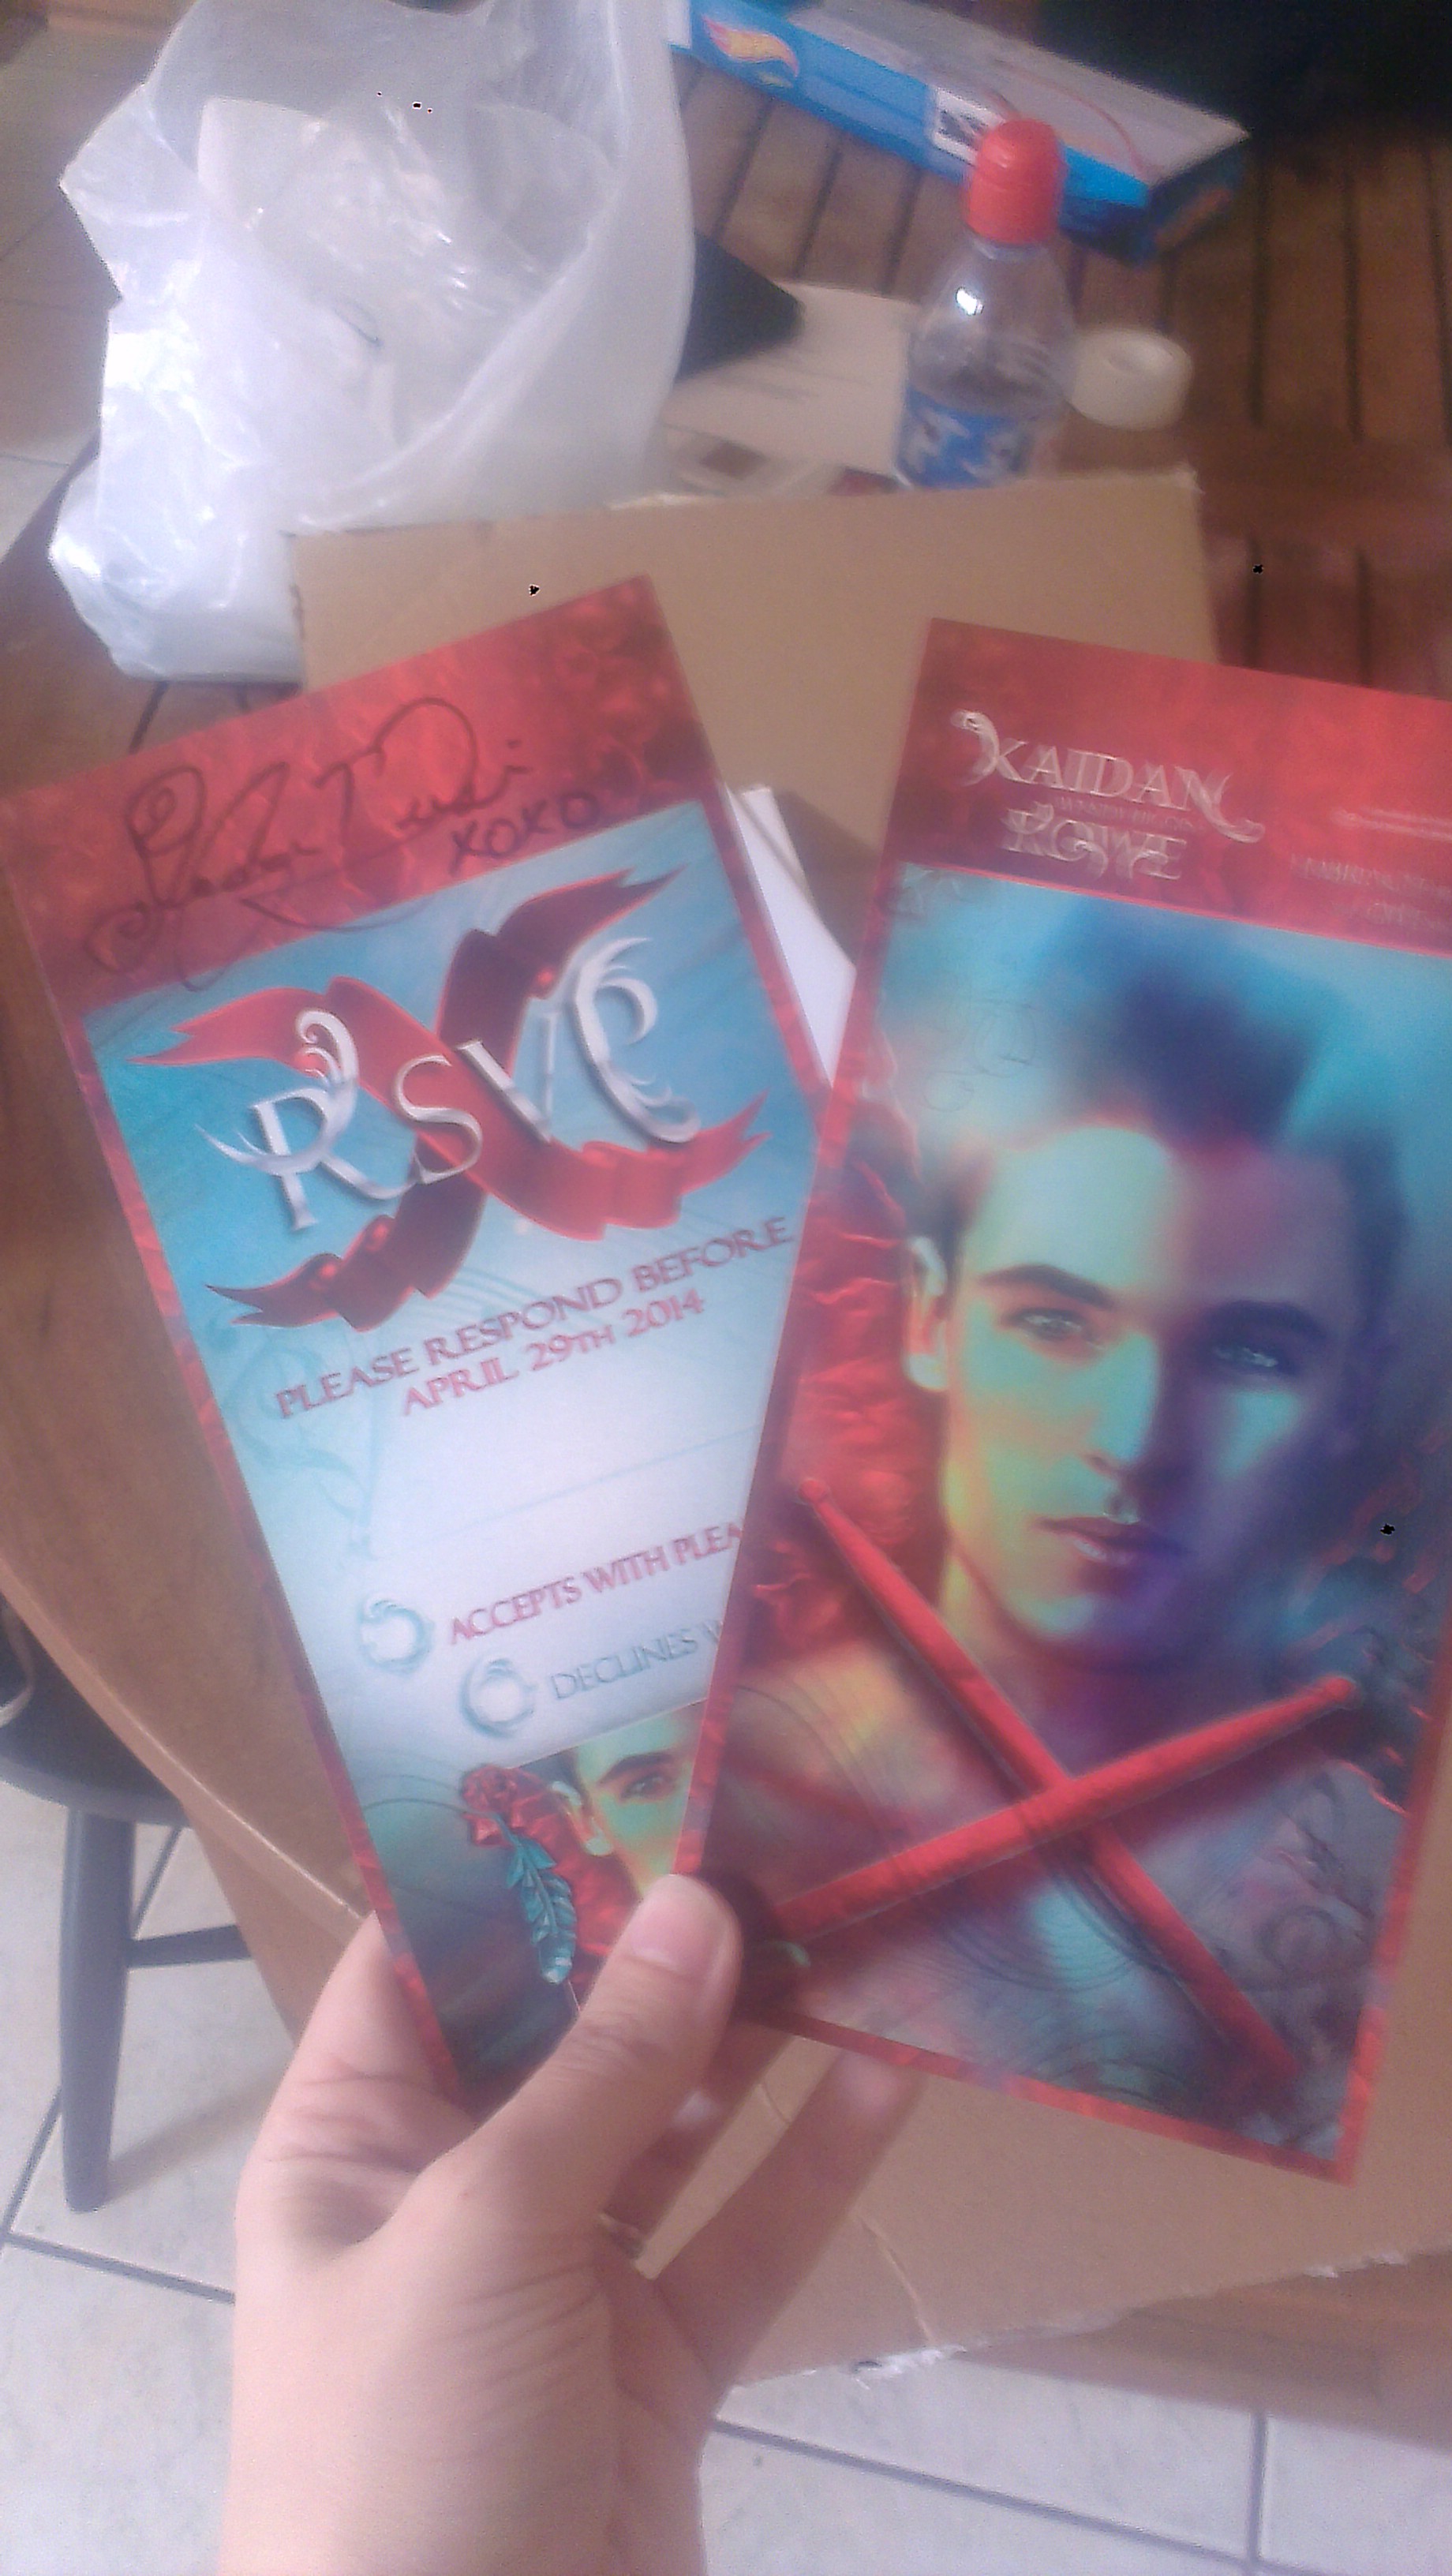 XOXO
RSVP
PLEASE RESPOND BEFORE
APRIL 29TH 2014
ACCEPTS WITH PLEA
DECLINES W
KAIDAN
ROWE